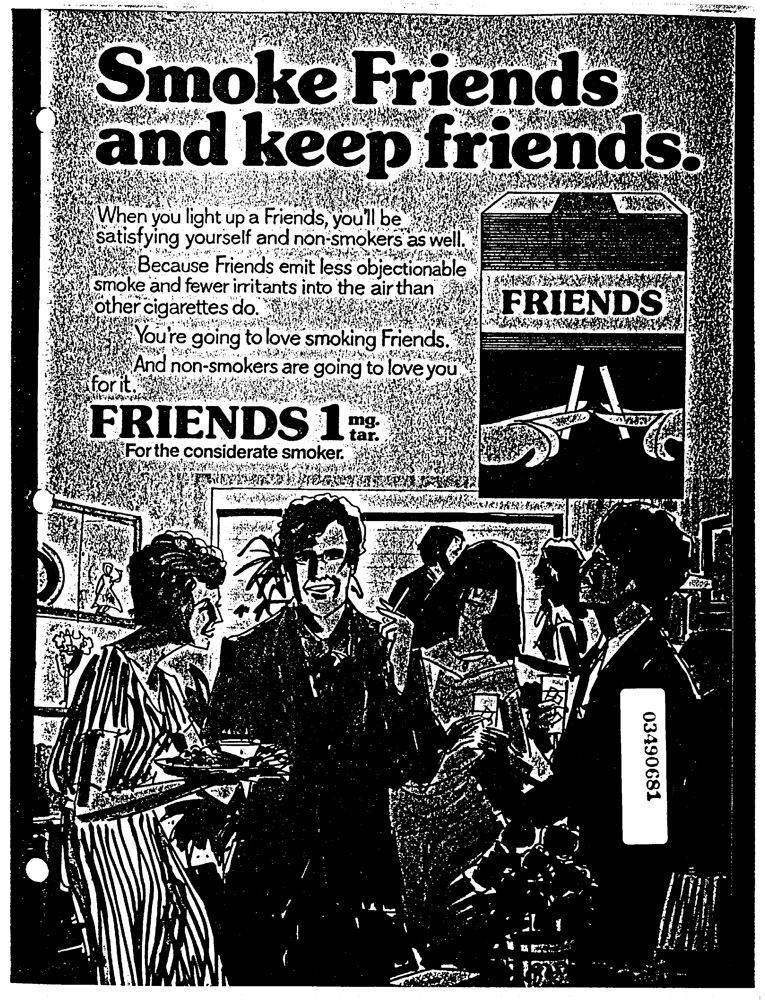 Smoke Friends
and keep friends.
When you light up a Friends, you'll be
satisfying yourself and non-smokers as well.
Because Friends emit less objectionable
smoke and fewer irritants into the air than
other cigarettes do.
You're going to love smoking Friends.
And non-smokers are going to love you
for it.
FRIENDS 1 mg.
tar.
For the considerate smoker.
FRIENDS
03490681